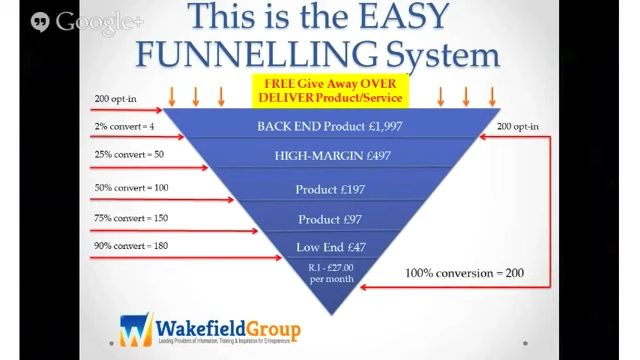 Google+
This is the EASY
FUNNELLING System
FREE Give Away OVER
DELIVER Product/Service
200 opt-in
2% convert = 4
BACK END Product £1,997
200 opt-in
25% convert = 50
HIGH-MARGIN £497
50% convert = 100
Product £197
75% convert = 150
Product £97
90% convert = 180
Low End £47
R.I - £27.00
per month
100% conversion = 200
WakefieldGroup
Leading Providers of Information, Training & Inspiration for Entrepreneurs